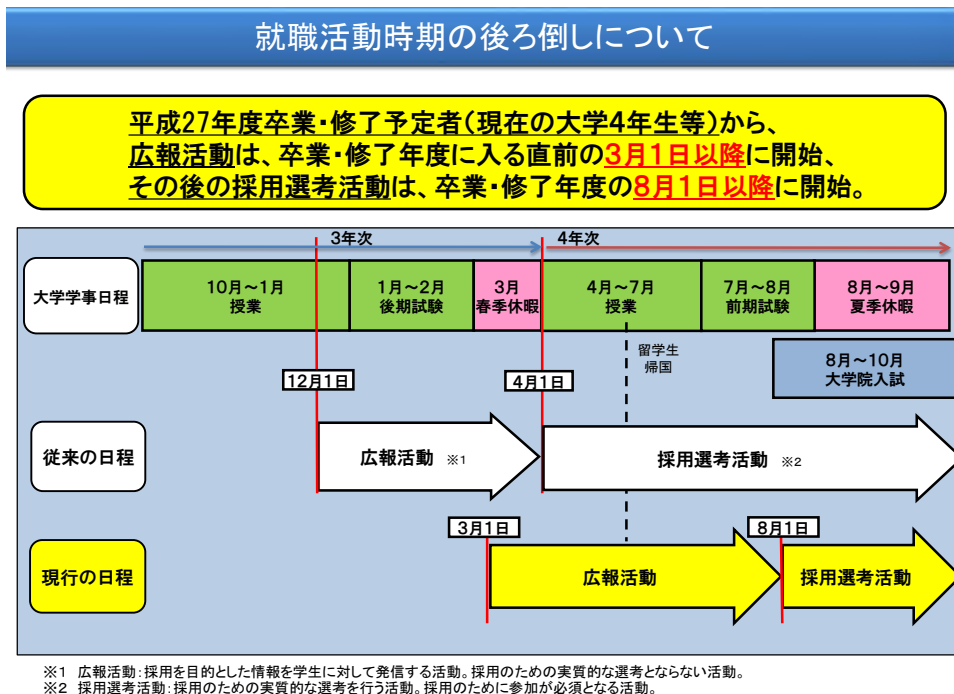 就職活動時期の後ろ倒しについて
平成27年度卒業・修了予定者(現在の大学4年生等)から、
広報活動は、卒業・修了年度に入る直前の3月1日以降に開始、
その後の採用選考活動は、卒業・修了年度の8月1日以降に開始。
3年次
4年次
大学学事日程
10月～1月
授業
1月～2月
後期試験
3月
春季休暇
4月～7月
授業
7月～8月
前期試験
8月～9月
夏季休暇
留学生
帰国
8月～10月
大学院入試
12月1日
4月1日
従来の日程
広報活動 ※1
採用選考活動 ※2
3月1日
8月1日
現行の日程
広報活動
採用選考活動
※1 広報活動:採用を目的とした情報を学生に対して発信する活動。採用のための実質的な選考とならない活動。
※2 採用選考活動:採用のための実質的な選考を行う活動。採用のために参加が必須となる活動。